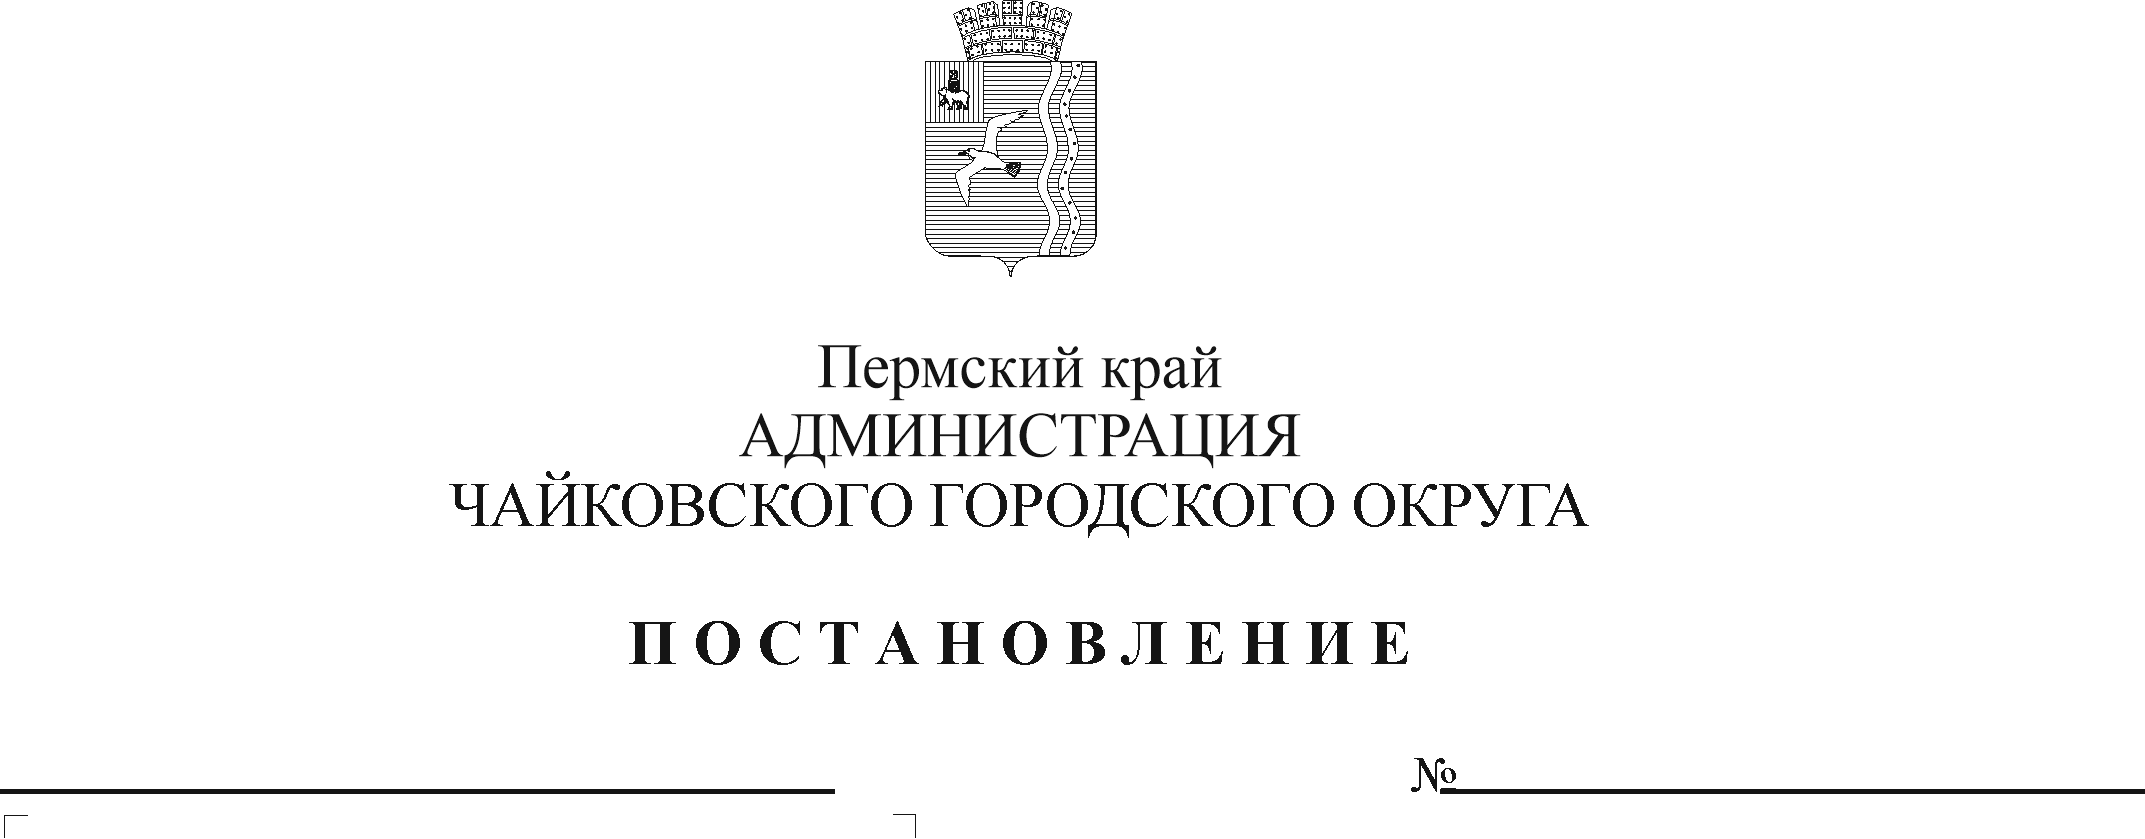 Пермский край
АДМИНИСТРАЦИЯ
ЧАЙКОВСКОГО ГОРОДСКОГО ОКРУГА
П О С Т А Н О В Л Е Н И Е
№